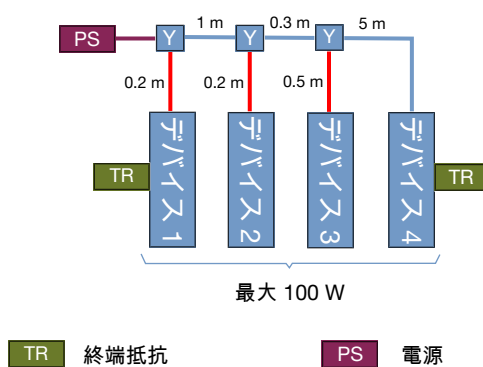 1 m
0.3 m
5 m
PS
Y
Y
Y
0.2 m
0.2 m
0.5 m
デバイス 1
デバイス 2
デバイス 3
デバイス 4
TR
TR
最大 100 W
TR 終端抵抗
PS 電源